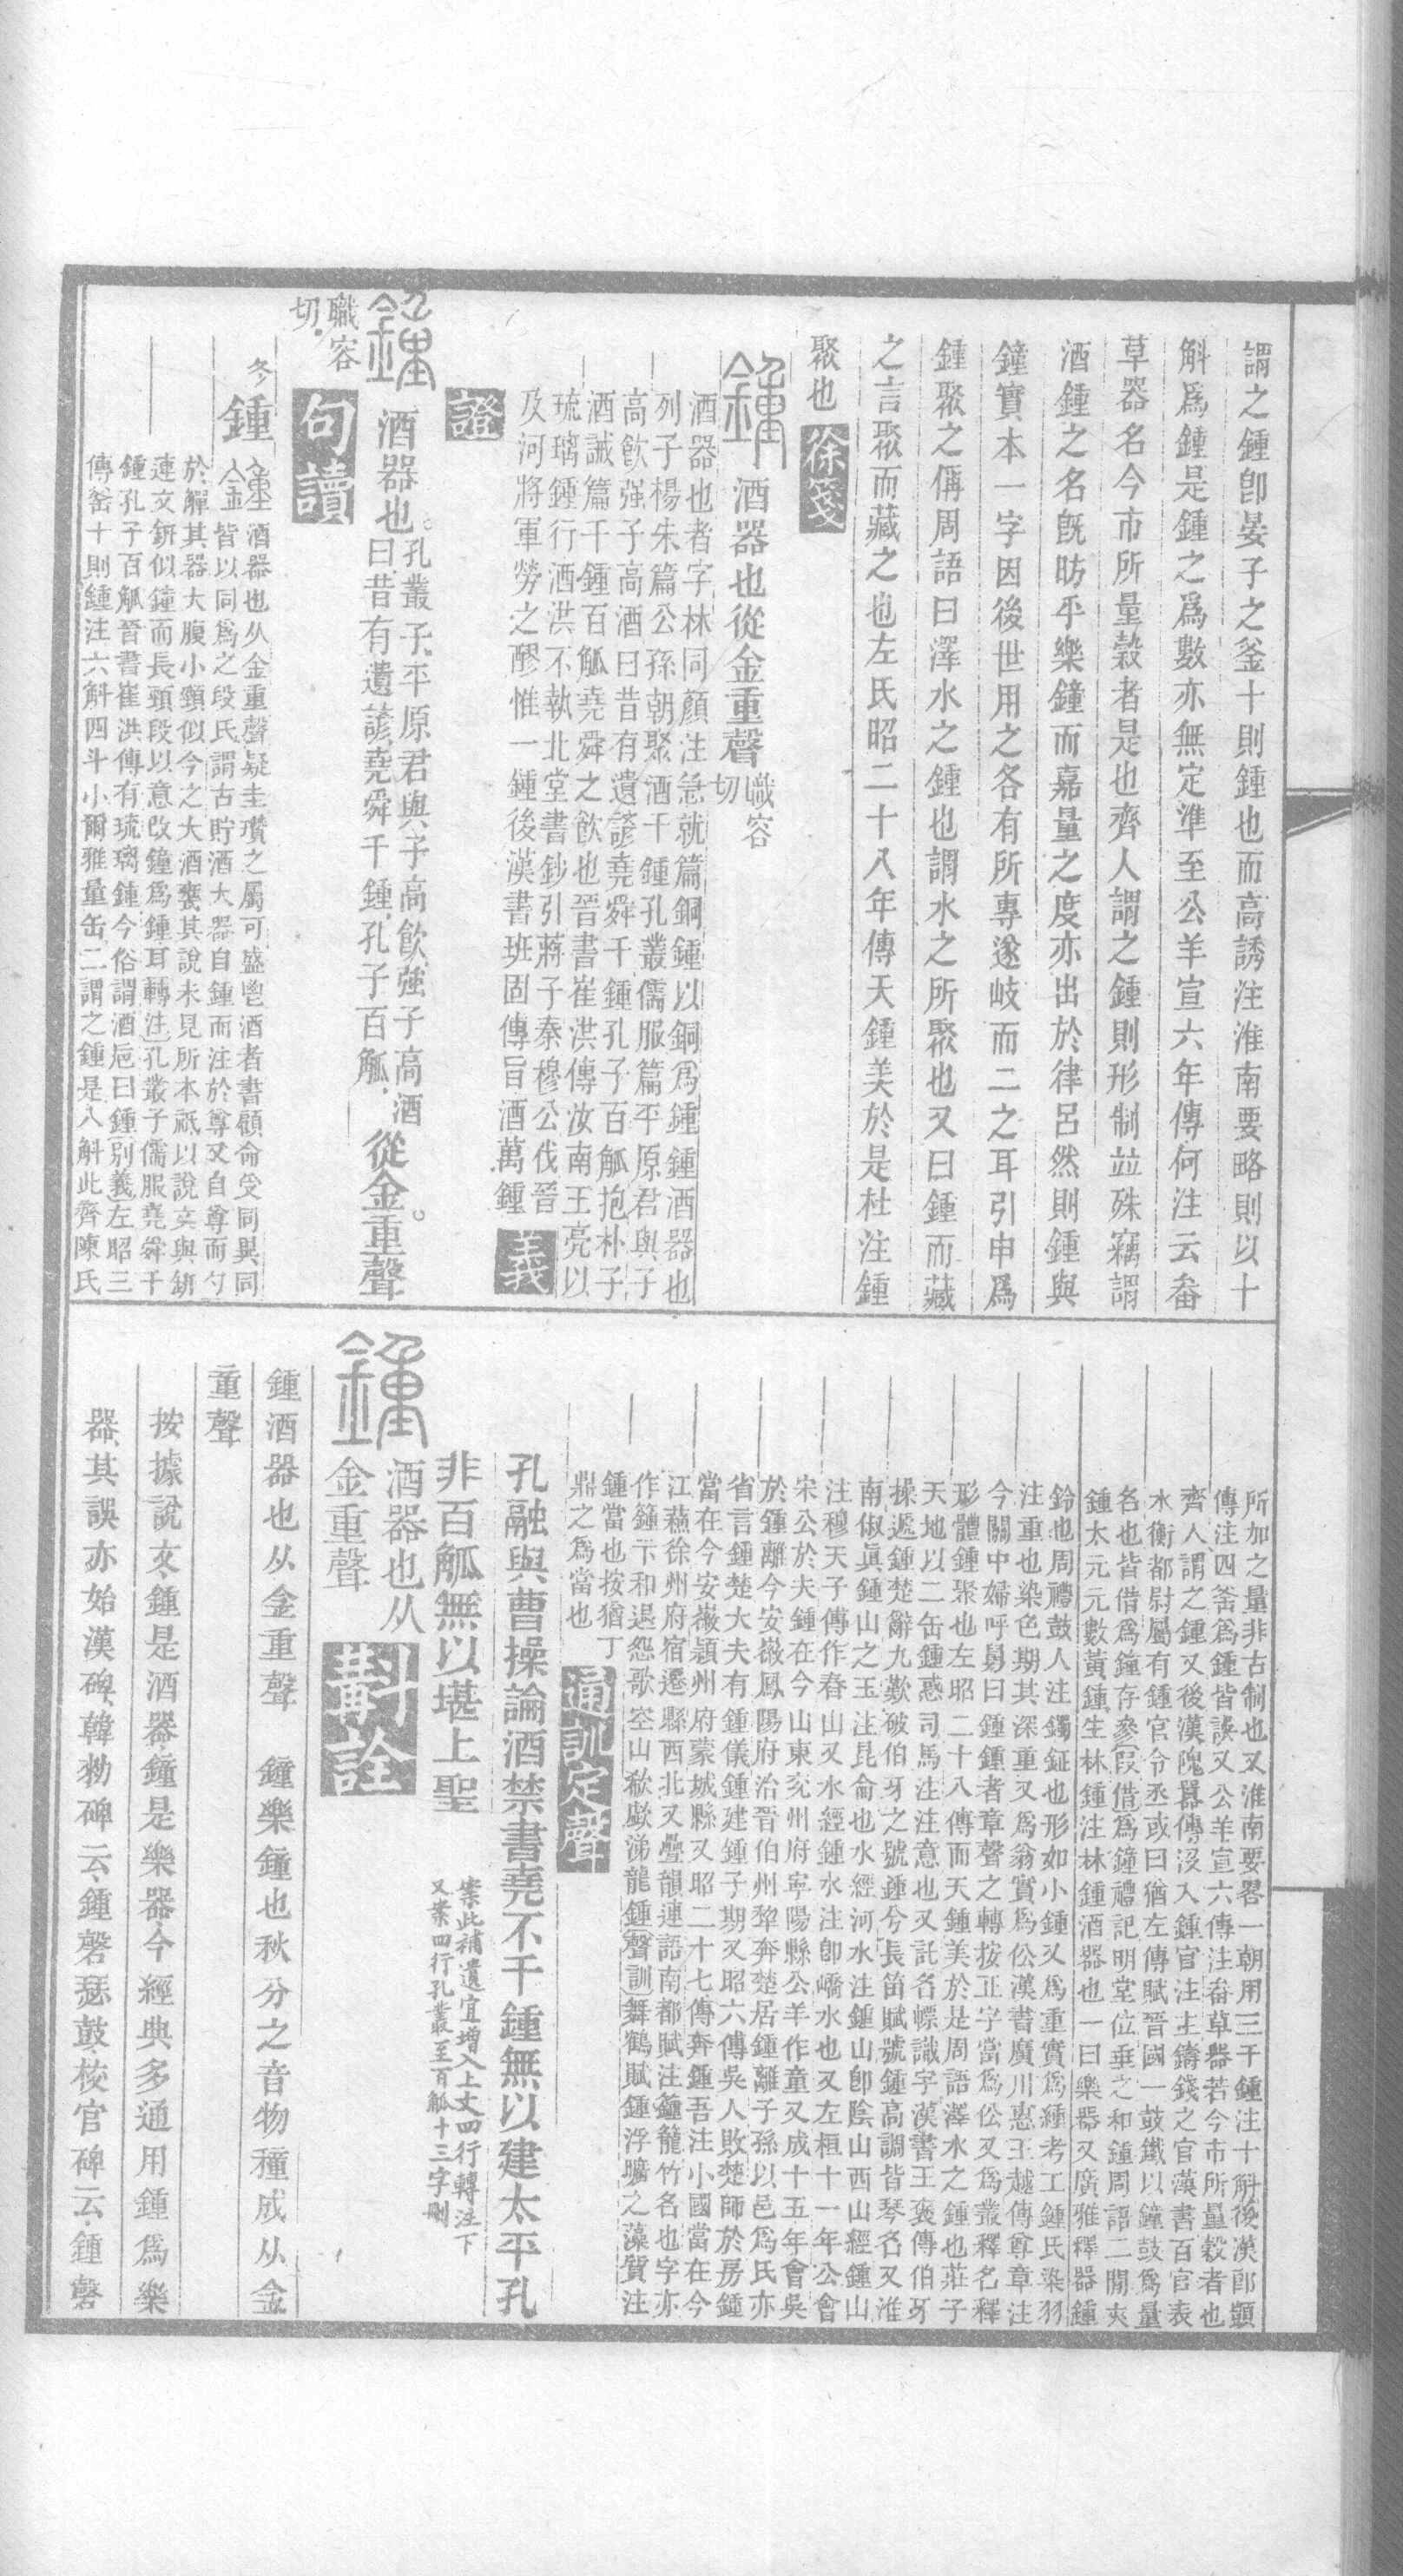 謂之鍾卽晏子之釜十則鍾也而高誘注淮南要略則以十
斛爲鍾是鍾之爲數亦無定準至公羊宣六年傳何注云畚
草器名今市所量穀者是也齊人謂之鍾則形制竝殊竊謂
酒鍾之名旣昉乎樂鐘而嘉量之度亦出於律呂然則鍾與
鐘實本一字因後世用之各有所專遂岐而二之耳引申爲
鍾聚之偁周語曰澤水之鍾也謂水之所聚也又曰鍾而藏
之言聚而藏之也左氏昭二十八年傳天鍾美於是杜注鍾
聚也 徐箋
鍾 酒器也從金重聲 職容切
酒器也者字林同顏注急就篇銅鍾以銅爲鍾鍾酒器也
列子楊朱篇公孫朝聚酒千鍾孔叢儒服篇平原君與子
高飮强子高酒曰昔有遺諺堯舜千鍾孔子百觚抱朴子
酒誡篇千鍾百觚堯舜之飮也晉書崔洪傳汝南王亮以
琉璃鍾行酒洪不執北堂書鈔引蔣子秦穆公伐晉
及河將軍勞之醪惟一鍾後漢書班固傳旨酒萬鍾 義
證
鍾 酒器也 孔叢子平原君與子高飮強子高酒
曰昔有遺諺堯舜千鍾孔子百觚 從金重聲
職容
切 句讀
冬 鍾 鍾 酒器也从金重聲疑圭瓚之屬可盛鬯酒者書顧命受同異同
皆以同爲之段氏謂古貯酒大器自鍾而注於尊又自尊而勺
於觶其器大腹小頸似今之大酒甕其說未見所本祇以說文與鈃
連文鈃似鐘而長頸段以意改鐘爲鍾耳轉注孔叢子儒服堯舜千
鍾孔子百觚晉書崔洪傳有琉璃鍾今俗謂酒巵曰鍾別義左昭三
傳釜十則鍾注六斛四斗小爾雅量缶二謂之鍾是八斛此齊陳氏
所加之量非古制也又淮南要畧一朝用三千鍾注十斛後漢郎顗
傳注四釜爲鍾皆誤又公羊宣六傳注畚草器若今市所量穀者也
齊人謂之鍾又後漢隗囂傳沒入鍾官注主鑄錢之官漢書百官表
水衡都尉屬有鍾官令丞或曰猶左傳賦晉國一鼓鐵以鐘鼓爲量
名也皆借爲鐘存參叚借爲鐘禮記明堂位垂之和鍾周語二閒夾
鍾太元元數黃鍾生林鍾注林鍾酒器也一曰樂器又廣雅釋器鍾
鈴也周禮鼓人注鐲鉦也形如小鍾又爲重實爲緟考工鍾氏染羽
注重也染色期其深重又爲翁實爲伀漢書廣川惠王越傳尊章注
今關中婦呼舅曰鍾鍾者章聲之轉按正字當爲伀又爲叢釋名釋
形體鍾聚也左昭二十八傳而天鍾美於是周語澤水之鍾也莊子
天地以二缶鍾惑司馬注注意也又託名幖識字漢書王褒傳伯牙
操遞鍾楚辭九歎破伯牙之號鍾兮長笛賦號鍾高調皆琴名又淮
南俶眞鍾山之玉注昆侖也水經河水注鍾山卽陰山西山經鍾山
注穆天子傳作舂山又水經鍾水注卽嶠水也又左桓十一年公會
宋公於夫鍾在今山東兖州府寧陽縣公羊作童又成十五年會吳
於鍾離今安徽鳳陽府治晉伯州犂奔楚居鍾離子孫以邑爲氏亦
省言鍾楚大夫有鍾儀鍾建鍾子期又昭六傳吳人敗楚師於房鍾
當在今安徽潁州府蒙城縣又昭二十七傳奔鍾吾注小國當在今
江蘇徐州府宿遷縣西北又疊韻連語南都賦注籦籠竹名也字亦
作籦卞和退怨歌空山欷歔涕龍鍾聲訓舞鶴賦鍾浮曠之藻質注
鍾當也按猶丁
鼎之爲當也 通訓定聲
孔融與曹操論酒禁書堯不千鍾無以建太平孔
非百觚無以堪上聖 案此補遺宜增入上文四行轉注下
又案四行孔叢至百觚十三字刪
鍾 酒器也从
金重聲 斠詮
鍾酒器也从金重聲 鐘樂鐘也秋分之音物種成从金
重聲
按據說文鍾是酒器鐘是樂器今經典多通用鍾爲樂
器其誤亦始漢碑韓勑碑云鍾磬瑟鼓校官碑云鍾磬